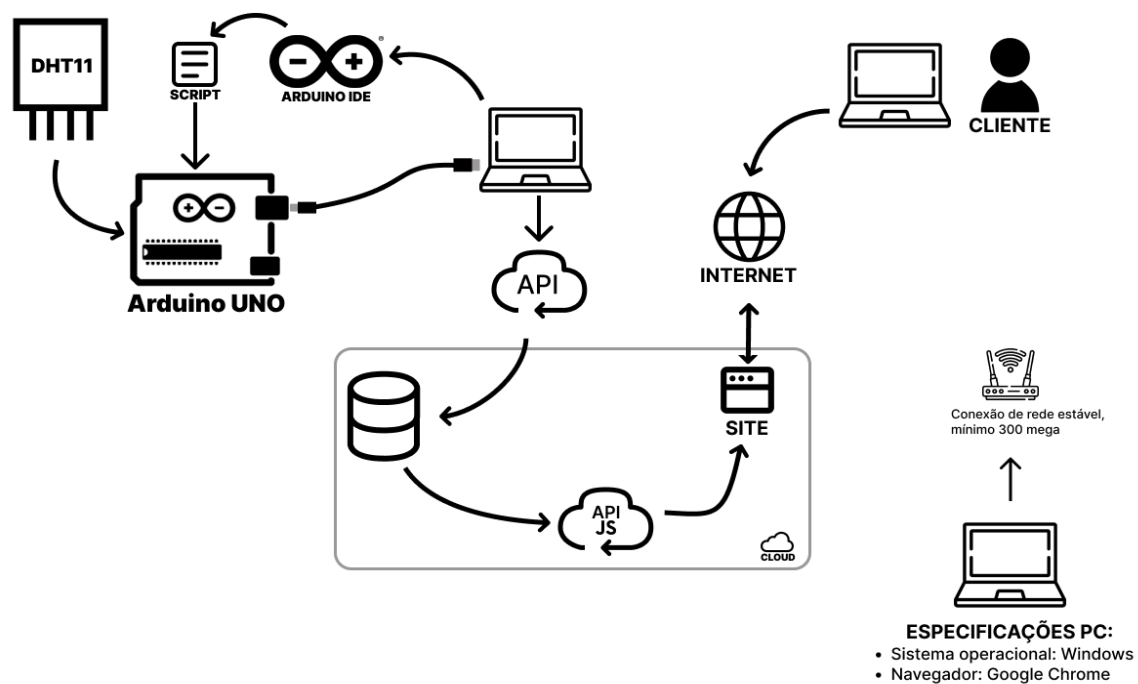 DHT11
SCRIPT
ARDUINO IDE
®
CLIENTE
Arduino UNO
API
INTERNET
SITE
API
JS
CLOUD
Conexão de rede estável,
mínimo 300 mega
ESPECIFICAÇÕES PC:
• Sistema operacional: Windows
• Navegador: Google Chrome